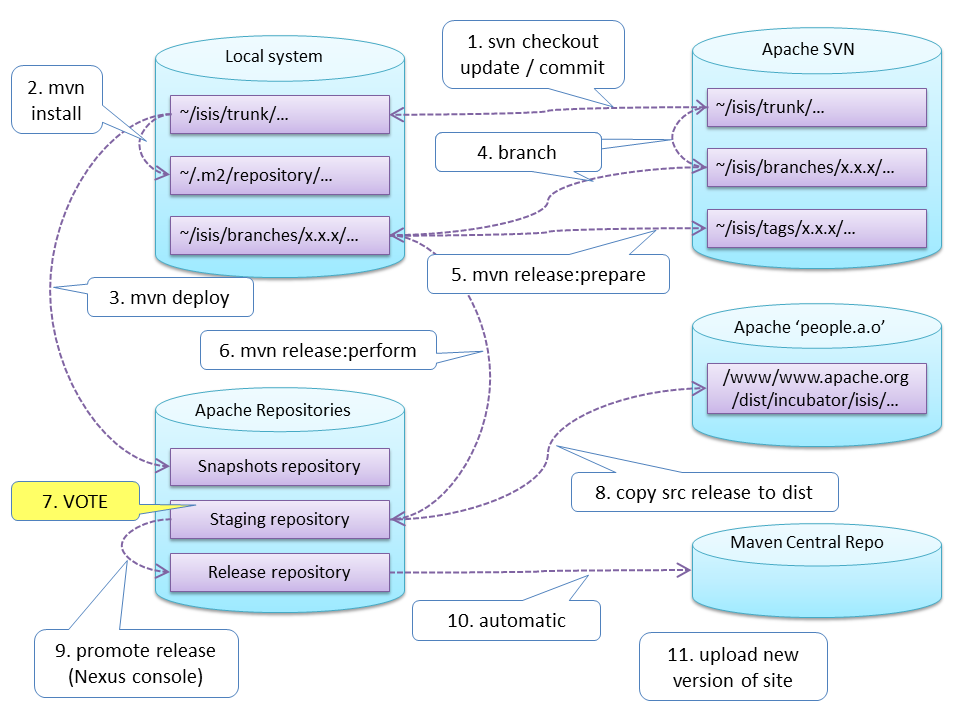 1. svn checkout
update / commit
Local system
Apache SVN
2. mvn
install
~/isis/trunk/...
~/isis/trunk/...
4. branch
~/.m2/repository/...
~/isis/branches/x.x.x/...
~/isis/branches/x.x.x/...
~/isis/tags/x.x.x/...
5. mvn release:prepare
3. mvn deploy
Apache ‘people.a.o’
6. mvn release:perform
/www/www.apache.org
/dist/incubator/isis/...
Apache Repositories
Snapshots repository
7. VOTE
Staging repository
8. copy src release to dist
Maven Central Repo
Release repository
10. automatic
9. promote release
(Nexus console)
11. upload new
version of site